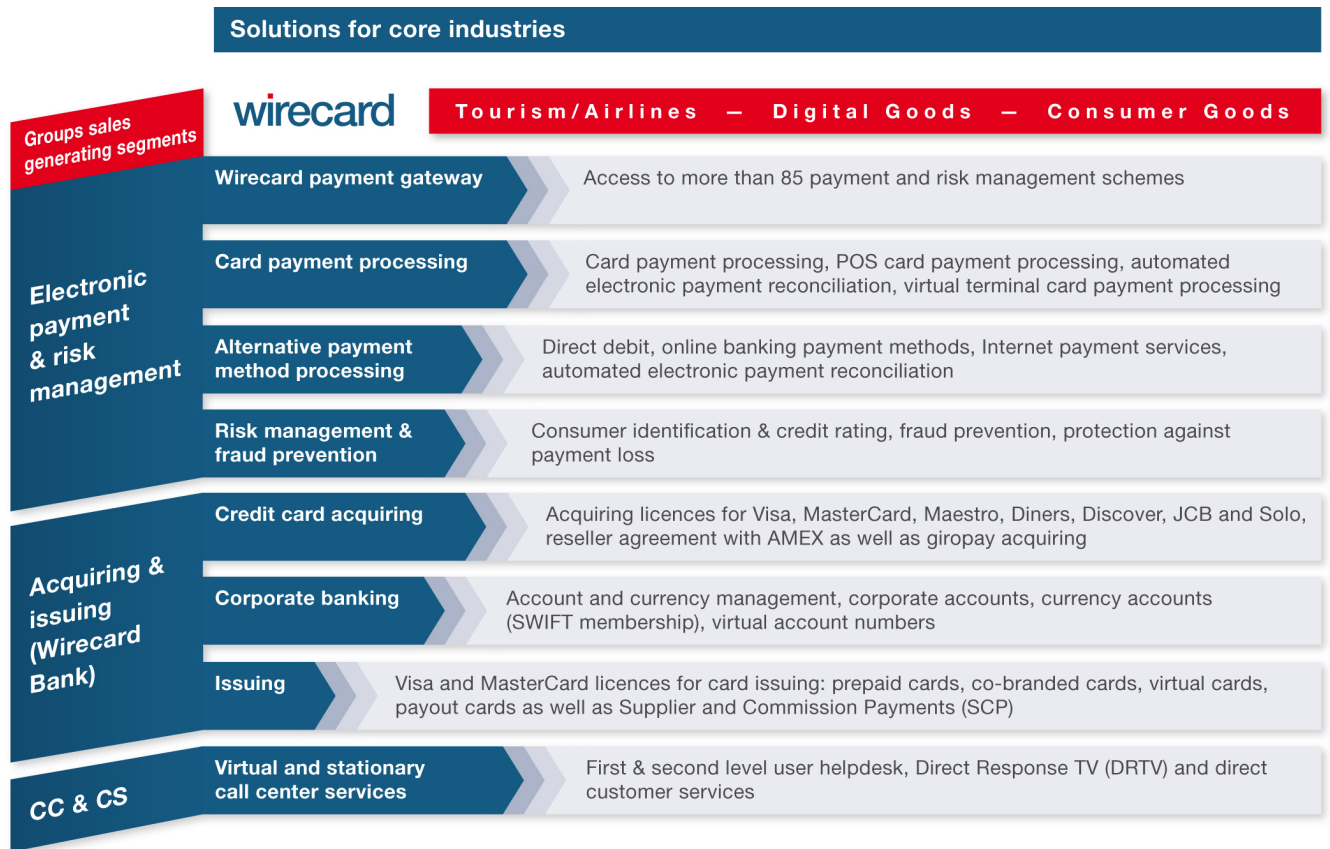 Solutions for core industries
Groups sales
generating segments
wirecard
Tourism/Airlines — Digital Goods — Consumer Goods
Electronic
payment
& risk
management
Wirecard payment gateway
Access to more than 85 payment and risk management schemes
Card payment processing
Card payment processing, POS card payment processing, automated
electronic payment reconciliation, virtual terminal card payment processing
Alternative payment
method processing
Direct debit, online banking payment methods, Internet payment services,
automated electronic payment reconciliation
Risk management &
fraud prevention
Consumer identification & credit rating, fraud prevention, protection against
payment loss
Acquiring &
issuing
(Wirecard
Bank)
Credit card acquiring
Acquiring licences for Visa, MasterCard, Maestro, Diners, Discover, JCB and Solo,
reseller agreement with AMEX as well as giropay acquiring
Corporate banking
Account and currency management, corporate accounts, currency accounts
(SWIFT membership), virtual account numbers
Issuing
Visa and MasterCard licences for card issuing: prepaid cards, co-branded cards, virtual cards,
payout cards as well as Supplier and Commission Payments (SCP)
CC & CS
Virtual and stationary
call center services
First & second level user helpdesk, Direct Response TV (DRTV) and direct
customer services